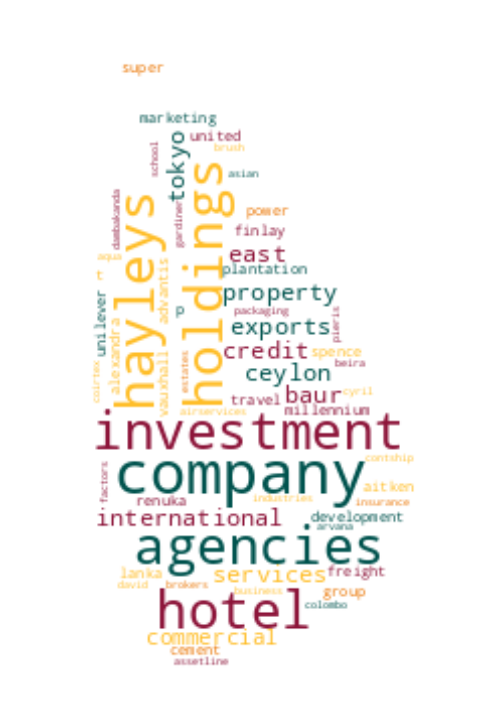 super
marketing
united
tokyo
brush
school
asian
dambakanda
gardiner
hayleys
holdings
power
finlay
east
aqua
plantation
t
advantis
property
unilever
p
packaging
exports
pieris
alexandra
vauxhall
credit
spence
estates
beira
ceylon
cairtex
travel
baur
cyril
airservices
millennium
investment
company
contship
factors
aitken
renuka
industries
insurance
international
development
arvana
agencies
lanka
services
freight
david
brokers
business
group
hotel
colombo
commercial
cement
assetline